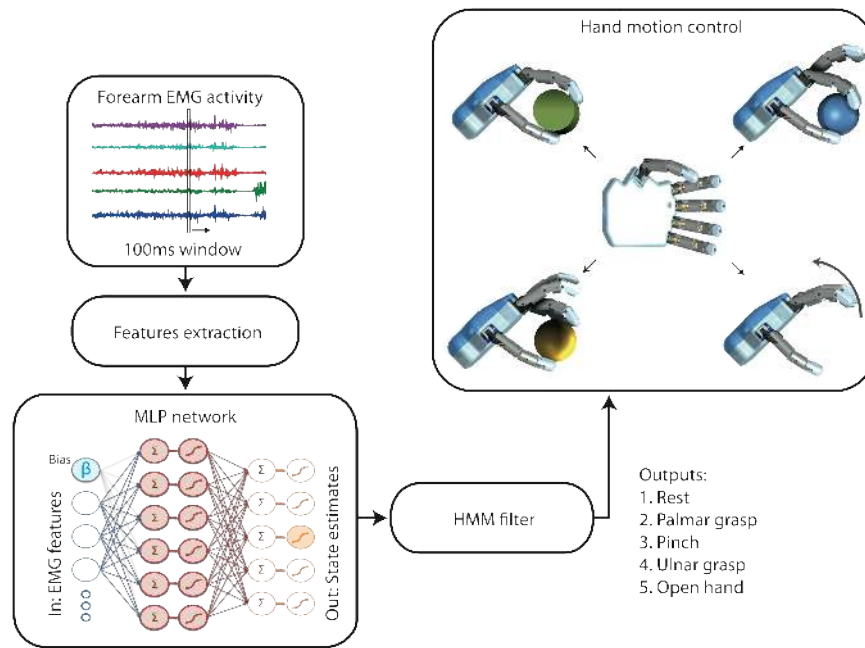 Hand motion control
Forearm EMG activity
100ms window
Features extraction
MLP network
Bias
β
In: EMG features
Σ
Σ
Σ
Σ
Σ
Σ
Σ
Σ
Σ
Σ
Σ
Out: State estimates
HMM filter
Outputs:
1. Rest
2. Palmar grasp
3. Pinch
4. Ulnar grasp
5. Open hand